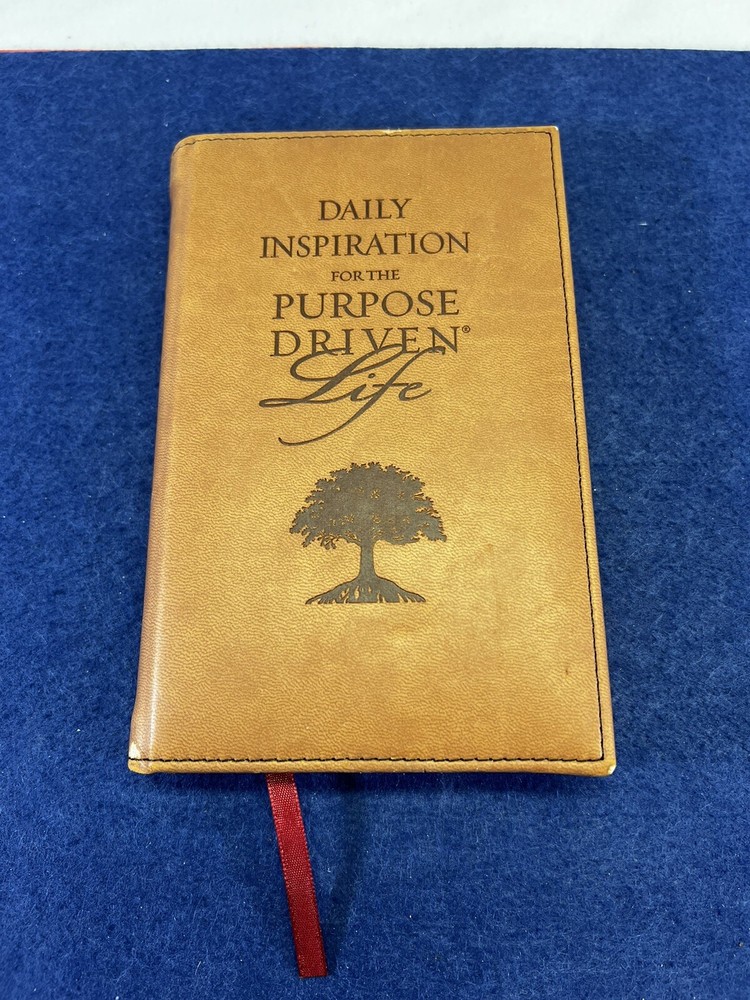 DAILY
INSPIRATION
FOR THE
PURPOSE
DRIVEN®
Life